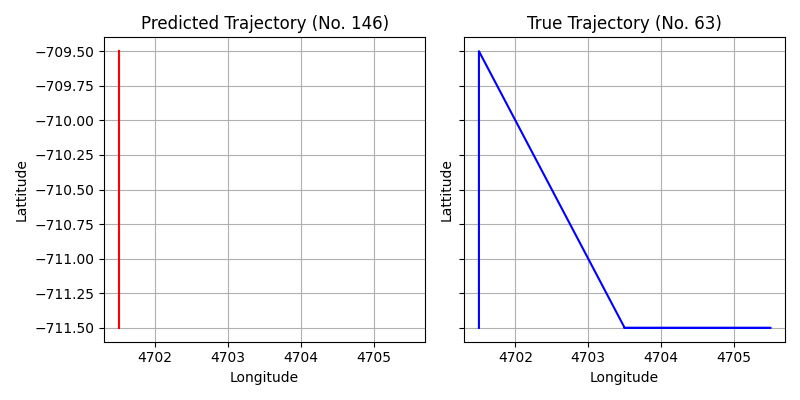 Predicted Trajectory (No. 146)
True Trajectory (No. 63)
Lattitude
−709.50
−709.75
−710.00
−710.25
−710.50
−710.75
−711.00
−711.25
−711.50
4702 4703 4704 4705
Longitude
Lattitude
4702 4703 4704 4705
Longitude